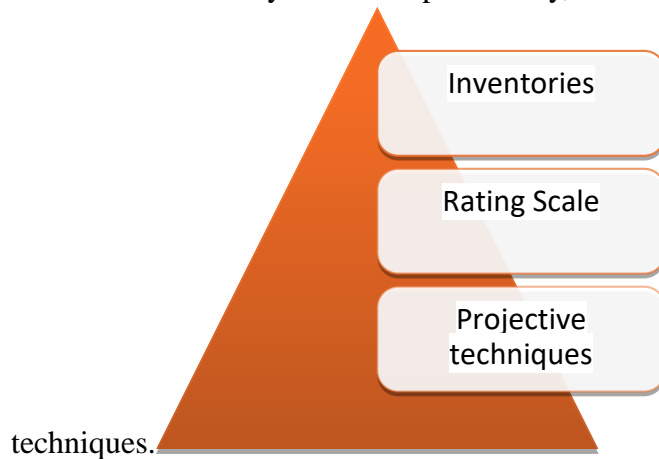 Inventories
Rating Scale
Projective
techniques
techniques.